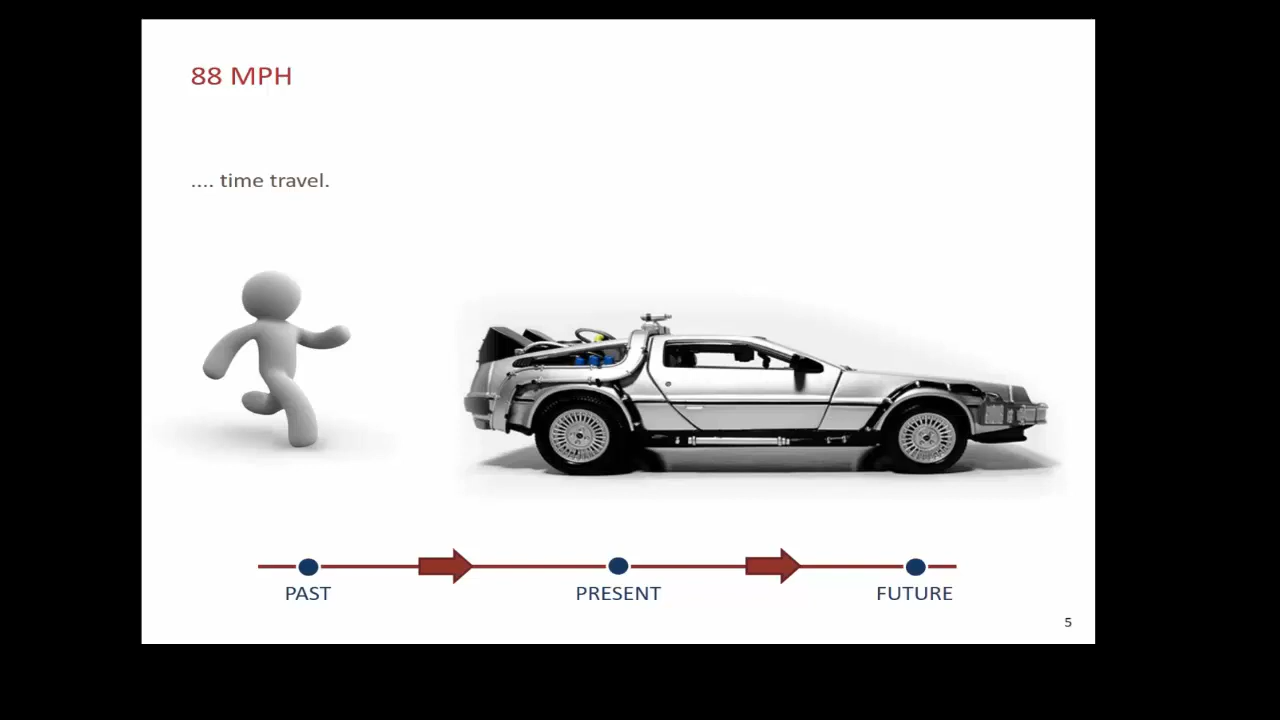 88 MPH
.... time travel.
PAST
PRESENT
FUTURE
5